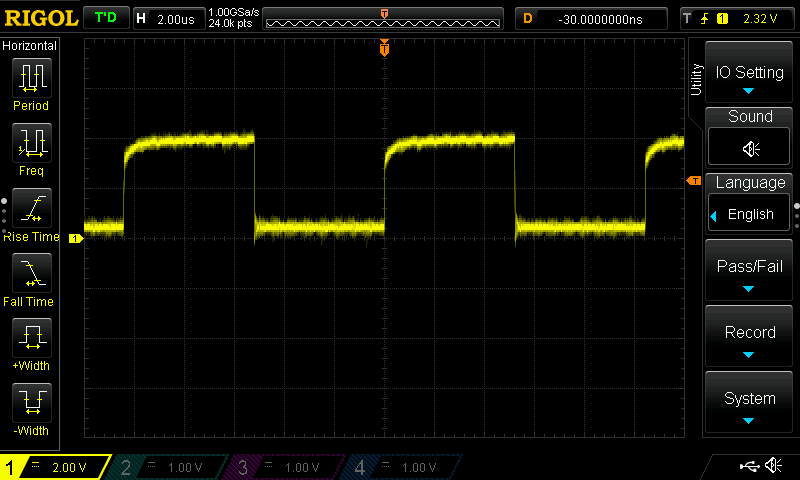 RIGOL T'D H 2.00us 1.00GSa/s
24.0k pts
T
D -30.0000000ns T 1 2.32 V
Horizontal
T
Period
Freq
Rise Time
Fall Time
+Width
-Width
1
T
Utility
IO Setting
Sound
Language
English
Pass/Fail
Record
System
1 2.00 V 2 1.00 V 3 1.00 V 4 1.00 V